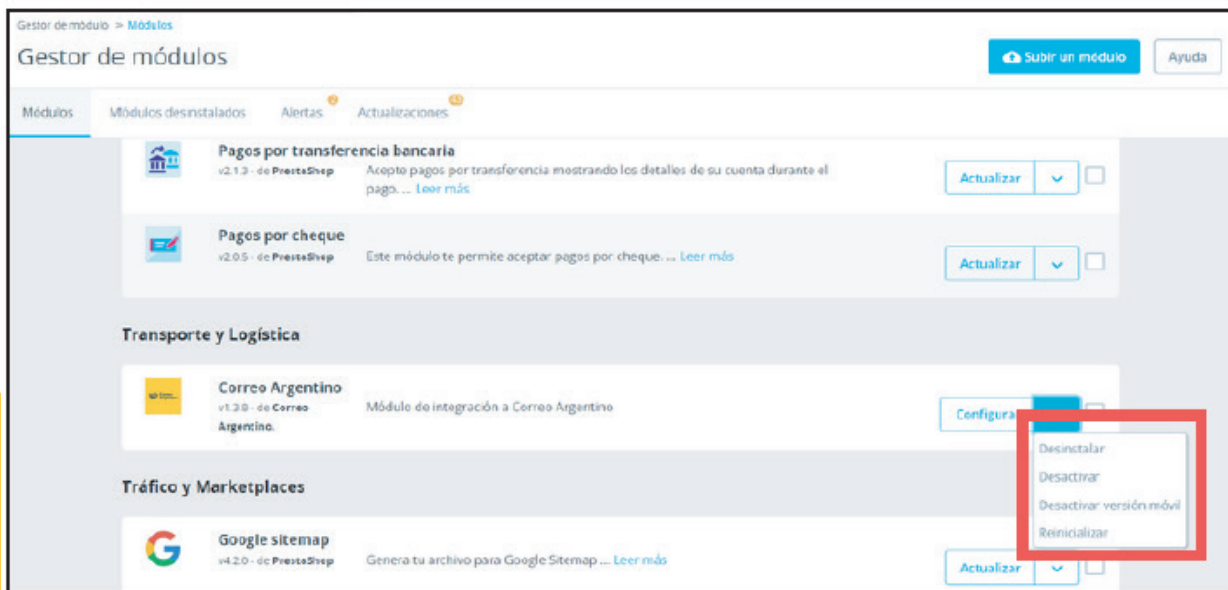 Gestor de módulo > Módulos
Gestor de módulos
Subir un módulo
Ayuda
Módulos
Módulos desinstalados
Alertas
Actualizaciones
Pagos por transferencia bancaria
v2.1.3 - de PrestaShop
Acepto pagos por transferencia mostrando los detalles de su cuenta durante el
pago. ... Leer más
Actualizar
Pagos por cheque
v2.0.5 - de PrestaShop
Este módulo te permite aceptar pagos por cheque. ... Leer más
Actualizar
Transporte y Logística
Correo Argentino
v1.3.8 - de Correo
Argentino.
Módulo de integración a Correo Argentino
Configura
Desinstalar
Desactivar
Desactivar versión móvil
Reinicializar
Tráfico y Marketplaces
Google sitemap
v4.2.0 - de PrestaShop
Genera tu archivo para Google Sitemap ... Leer más
Actualizar